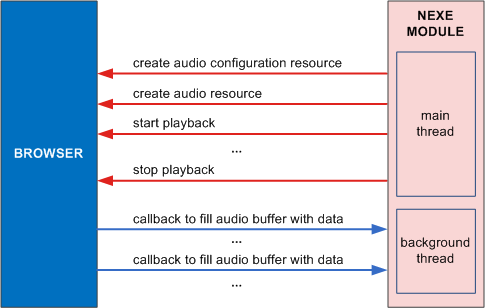 NEXE
MODULE
create audio configuration resource
create audio resource
start playback
...
stop playback
main
thread
BROWSER
callback to fill audio buffer with data
...
callback to fill audio buffer with data
...
background
thread